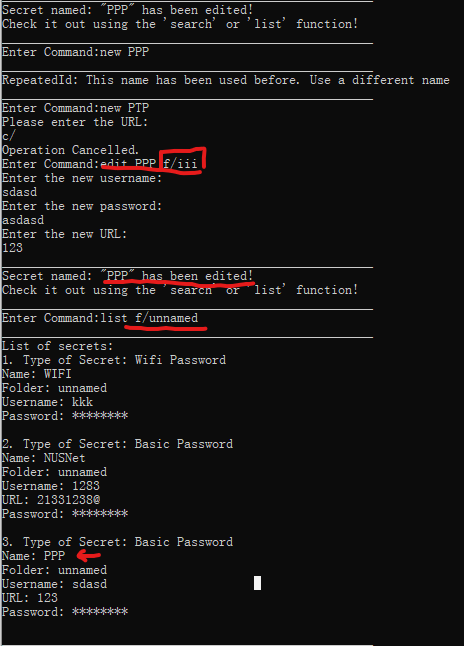 Secret named: "PPP" has been edited!
Check it out using the 'search' or 'list' function!
Enter Command:new PPP
RepeatedId: This name has been used before. Use a different name
Enter Command:new PTP
Please enter the URL:
c/
Operation Cancelled.
Enter Command:edit PPP f/iii
Enter the new username:
sdasd
Enter the new password:
asdasd
Enter the new URL:
123
Secret named: "PPP" has been edited!
Check it out using the 'search' or 'list' function!
Enter Command:list f/unnamed
List of secrets:
1. Type of Secret: Wifi Password
Name: WIFI
Folder: unnamed
Username: kkk
Password: ********
2. Type of Secret: Basic Password
Name: NUSNet
Folder: unnamed
Username: 1283
URL: 21331238@
Password: ********
3. Type of Secret: Basic Password
Name: PPP
Folder: unnamed
Username: sdasd
URL: 123
Password: ********